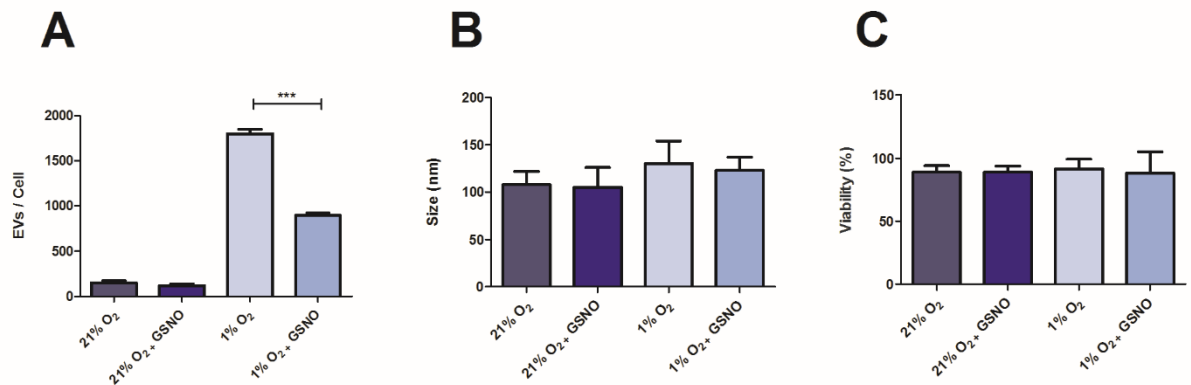 A
B
C
***
EVs / Cell
2000
1500
1000
500
0
21% O₂
21% O₂ + GSNO
1% O₂
1% O₂ + GSNO
Size (nm)
200
150
100
50
0
21% O₂
21% O₂ + GSNO
1% O₂
1% O₂ + GSNO
Viability (%)
150
100
50
0
21% O₂
21% O₂ + GSNO
1% O₂
1% O₂ + GSNO